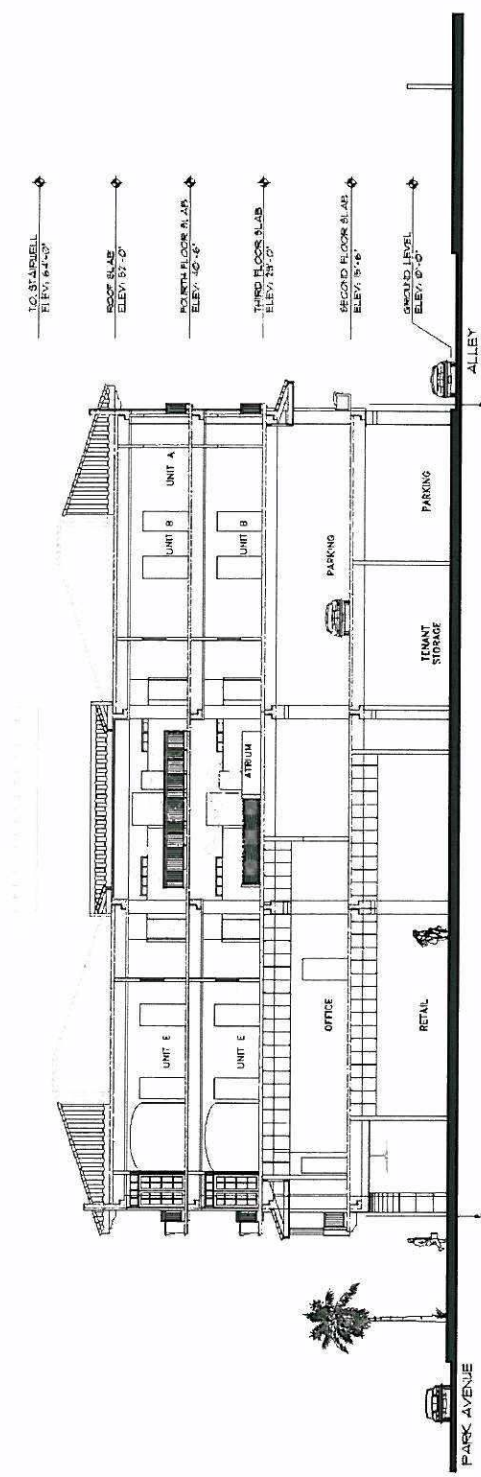 T.O. STAIRWELL
ELEV: 64'-0"
ROOF SLAB
ELEV: 52'-0"
FOURTH FLOOR SLAB
ELEV: 40'-6"
THIRD FLOOR SLAB
ELEV: 29'-0"
SECOND FLOOR SLAB
ELEV: 15'-6"
GROUND LEVEL
ELEV: 0'-0"
UNIT E
UNIT B
UNIT A
UNIT E
ATRIUM
UNIT B
OFFICE
PARKING
RETAIL
TENANT
STORAGE
PARKING
PARK AVENUE
ALLEY